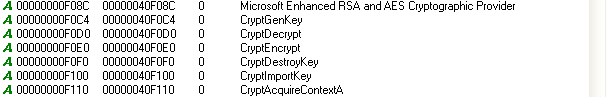 A 00000000F08C 00000040F08C 0 Microsoft Enhanced RSA and AES Cryptographic Provider
A 00000000F0C4 00000040F0C4 0 CryptGenKey
A 00000000F0D0 00000040F0D0 0 CryptDecrypt
A 00000000F0E0 00000040F0E0 0 CryptEncrypt
A 00000000F0F0 00000040F0F0 0 CryptDestroyKey
A 00000000F100 00000040F100 0 CryptImportKey
A 00000000F110 00000040F110 0 CryptAcquireContextA